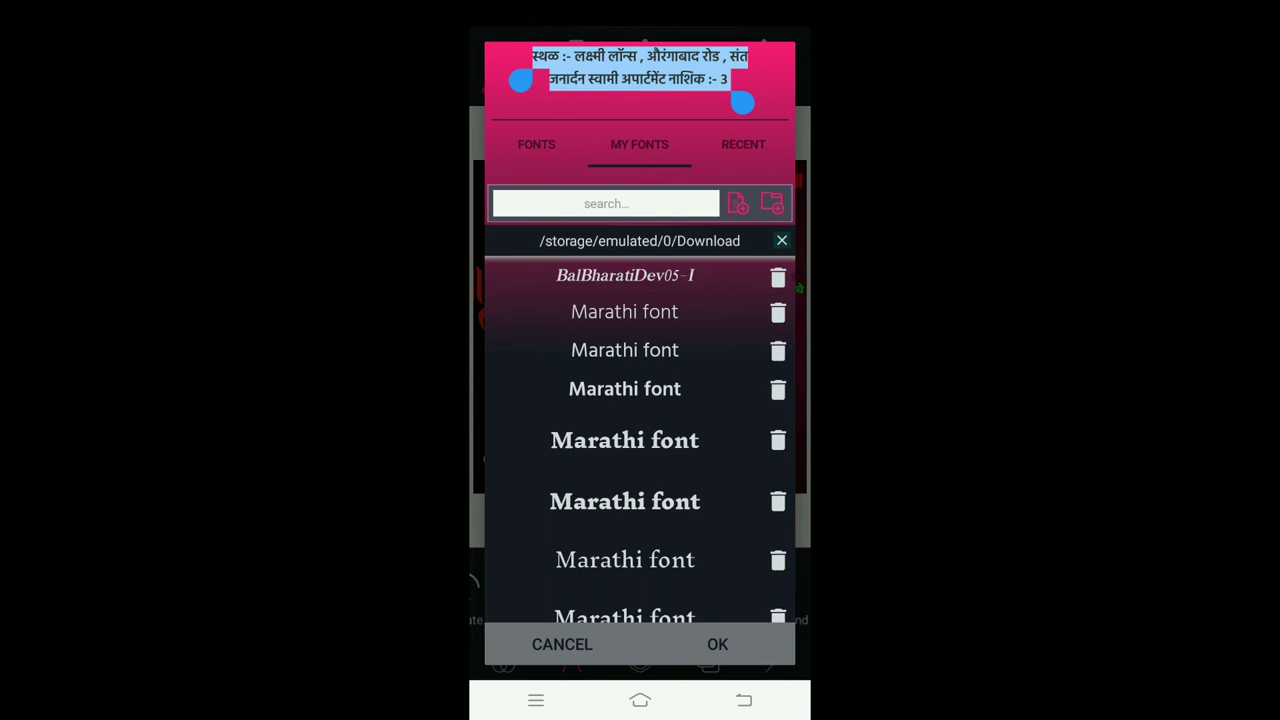 स्थळ :- लक्ष्मी लॉन्स , औरंगाबाद रोड , संत
जनार्दन स्वामी अपार्टमेंट नाशिक :- 3
FONTS MY FONTS RECENT
search...
/storage/emulated/0/Download
BalBharatiDev05-I
Marathi font
Marathi font
Marathi font
Marathi font
Marathi font
Marathi font
Marathi font
CANCEL OK